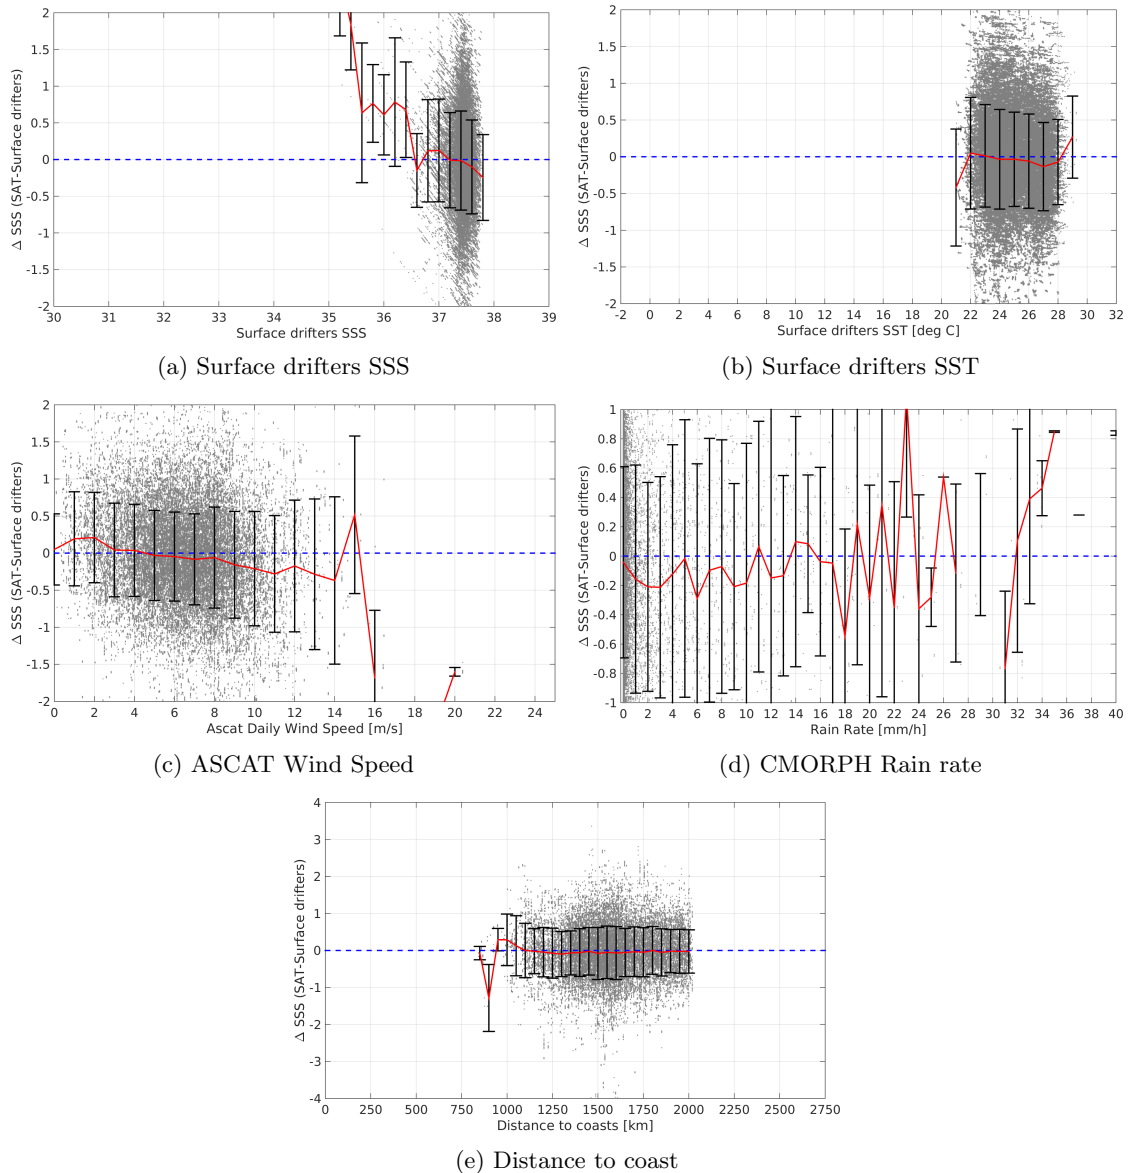 2
1.5
1
0.5
0
-0.5
-1
-1.5
-2
Δ SSS (SAT-Surface drifters)
30 31 32 33 34 35 36 37 38 39
Surface drifters SSS
(a) Surface drifters SSS
2
1.5
1
0.5
0
-0.5
-1
-1.5
-2
Δ SSS (SAT-Surface drifters)
-2 0 2 4 6 8 10 12 14 16 18 20 22 24 26 28 30 32
Surface drifters SST [deg C]
(b) Surface drifters SST
2
1.5
1
0.5
0
-0.5
-1
-1.5
-2
Δ SSS (SAT-Surface drifters)
0 2 4 6 8 10 12 14 16 18 20 22 24
Ascat Daily Wind Speed [m/s]
(c) ASCAT Wind Speed
1
0.8
0.6
0.4
0.2
0
-0.2
-0.4
-0.6
-0.8
-1
Δ SSS (SAT-Surface drifters)
0 2 4 6 8 10 12 14 16 18 20 22 24 26 28 30 32 34 36 38 40
Rain Rate [mm/h]
(d) CMORPH Rain rate
4
3
2
1
0
-1
-2
-3
-4
Δ SSS (SAT-Surface drifters)
0 250 500 750 1000 1250 1500 1750 2000 2250 2500 2750
Distance to coasts [km]
(e) Distance to coast